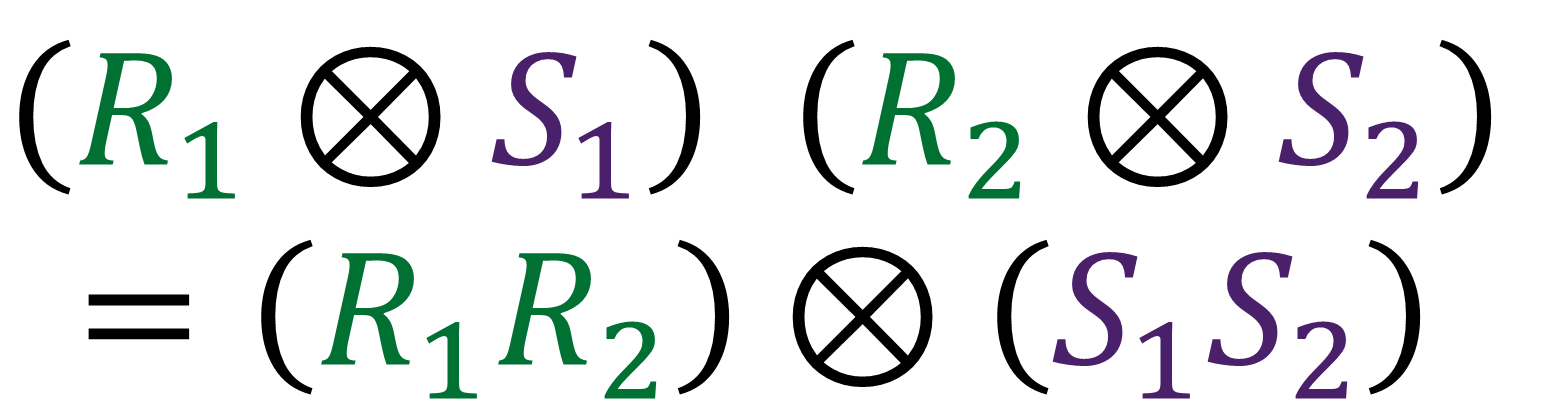 (R₁ ⊗ S₁) (R₂ ⊗ S₂)
= (R₁R₂) ⊗ (S₁S₂)